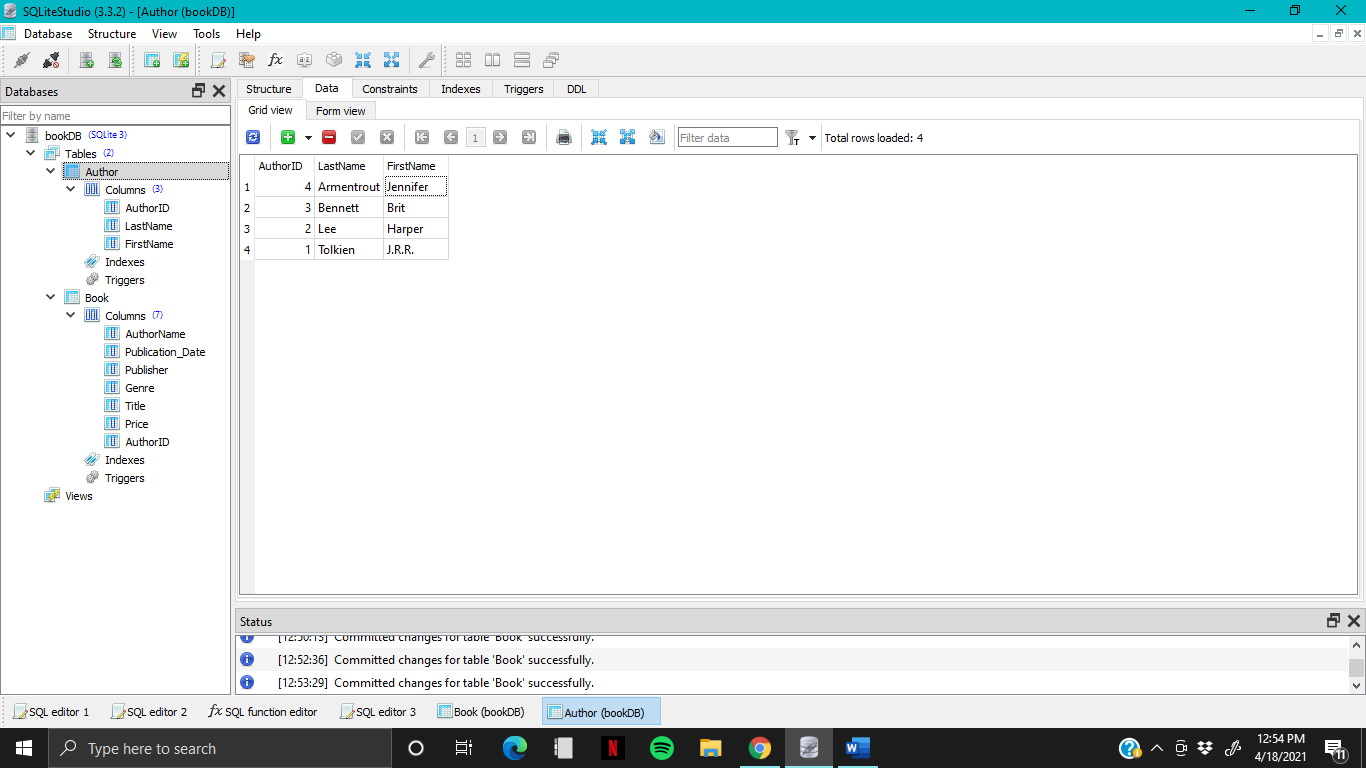 SQLiteStudio (3.3.2) - [Author (bookDB)]
Database Structure View Tools Help
Databases
Filter by name
bookDB (SQLite 3)
Tables (2)
Author
Columns (3)
AuthorID
LastName
FirstName
Indexes
Triggers
Book
Columns (7)
AuthorName
Publication_Date
Publisher
Genre
Title
Price
AuthorID
Indexes
Triggers
Views
Structure Data Constraints Indexes Triggers DDL
Grid view Form view
1 Filter data Total rows loaded: 4
AuthorID LastName FirstName
1 4 Armentrout Jennifer
2 3 Bennett Brit
3 2 Lee Harper
4 1 Tolkien J.R.R.
Status
[12:50:13] Committed changes for table 'Book' successfully.
[12:52:36] Committed changes for table 'Book' successfully.
[12:53:29] Committed changes for table 'Book' successfully.
SQL editor 1 SQL editor 2 fx SQL function editor SQL editor 3 Book (bookDB) Author (bookDB)
Type here to search
12:54 PM
4/18/2021
11